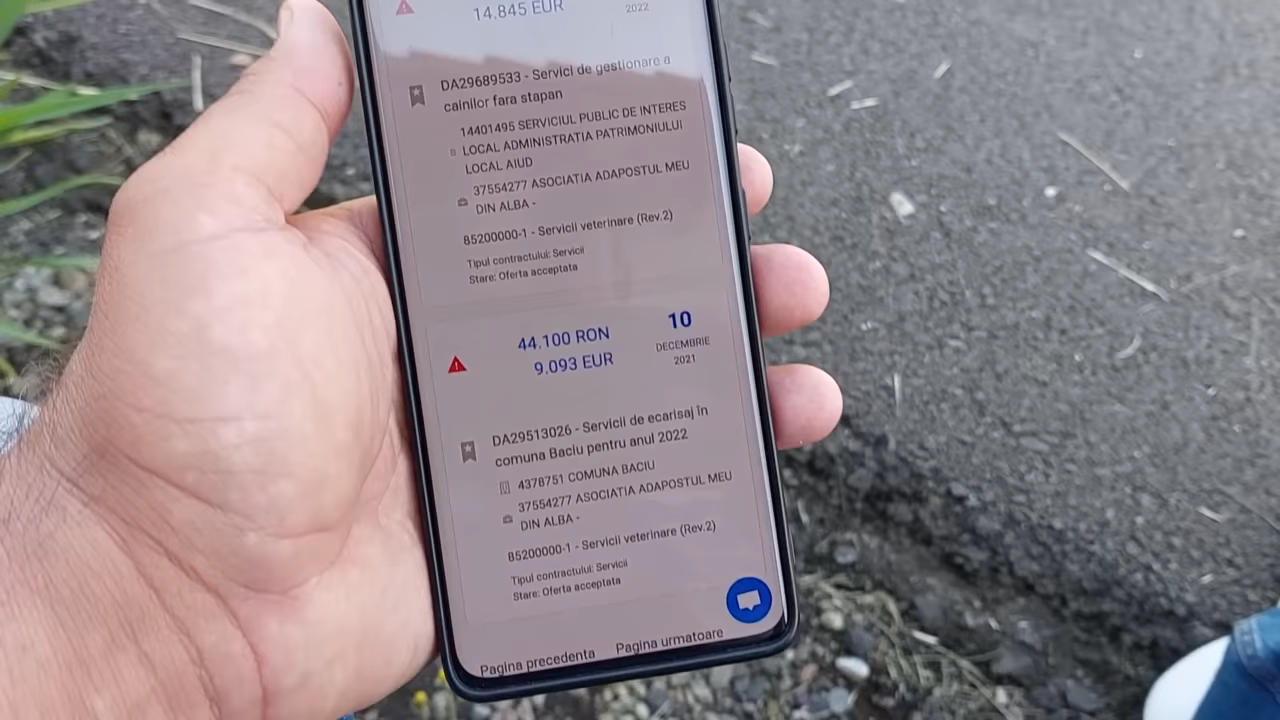 14.845 EUR
2022
DA29689533 - Servicii de gestionare a
cainilor fara stapan
14401495 SERVICIUL PUBLIC DE INTERES
LOCAL ADMINISTRATIA PATRIMONIULUI
LOCAL AIUD
37554277 ASOCIATIA ADAPOSTUL MEU
DIN ALBA -
85200000-1 - Servicii veterinare (Rev.2)
Tipul contractului: Servicii
Stare: Oferta acceptata
44.100 RON
9.093 EUR
10
DECEMBRIE
2021
DA29513026 - Servicii de ecarisaj în
comuna Baciu pentru anul 2022
4378751 COMUNA BACIU
37554277 ASOCIATIA ADAPOSTUL MEU
DIN ALBA -
85200000-1 - Servicii veterinare (Rev.2)
Tipul contractului: Servicii
Stare: Oferta acceptata
Pagina precedenta Pagina urmatoare